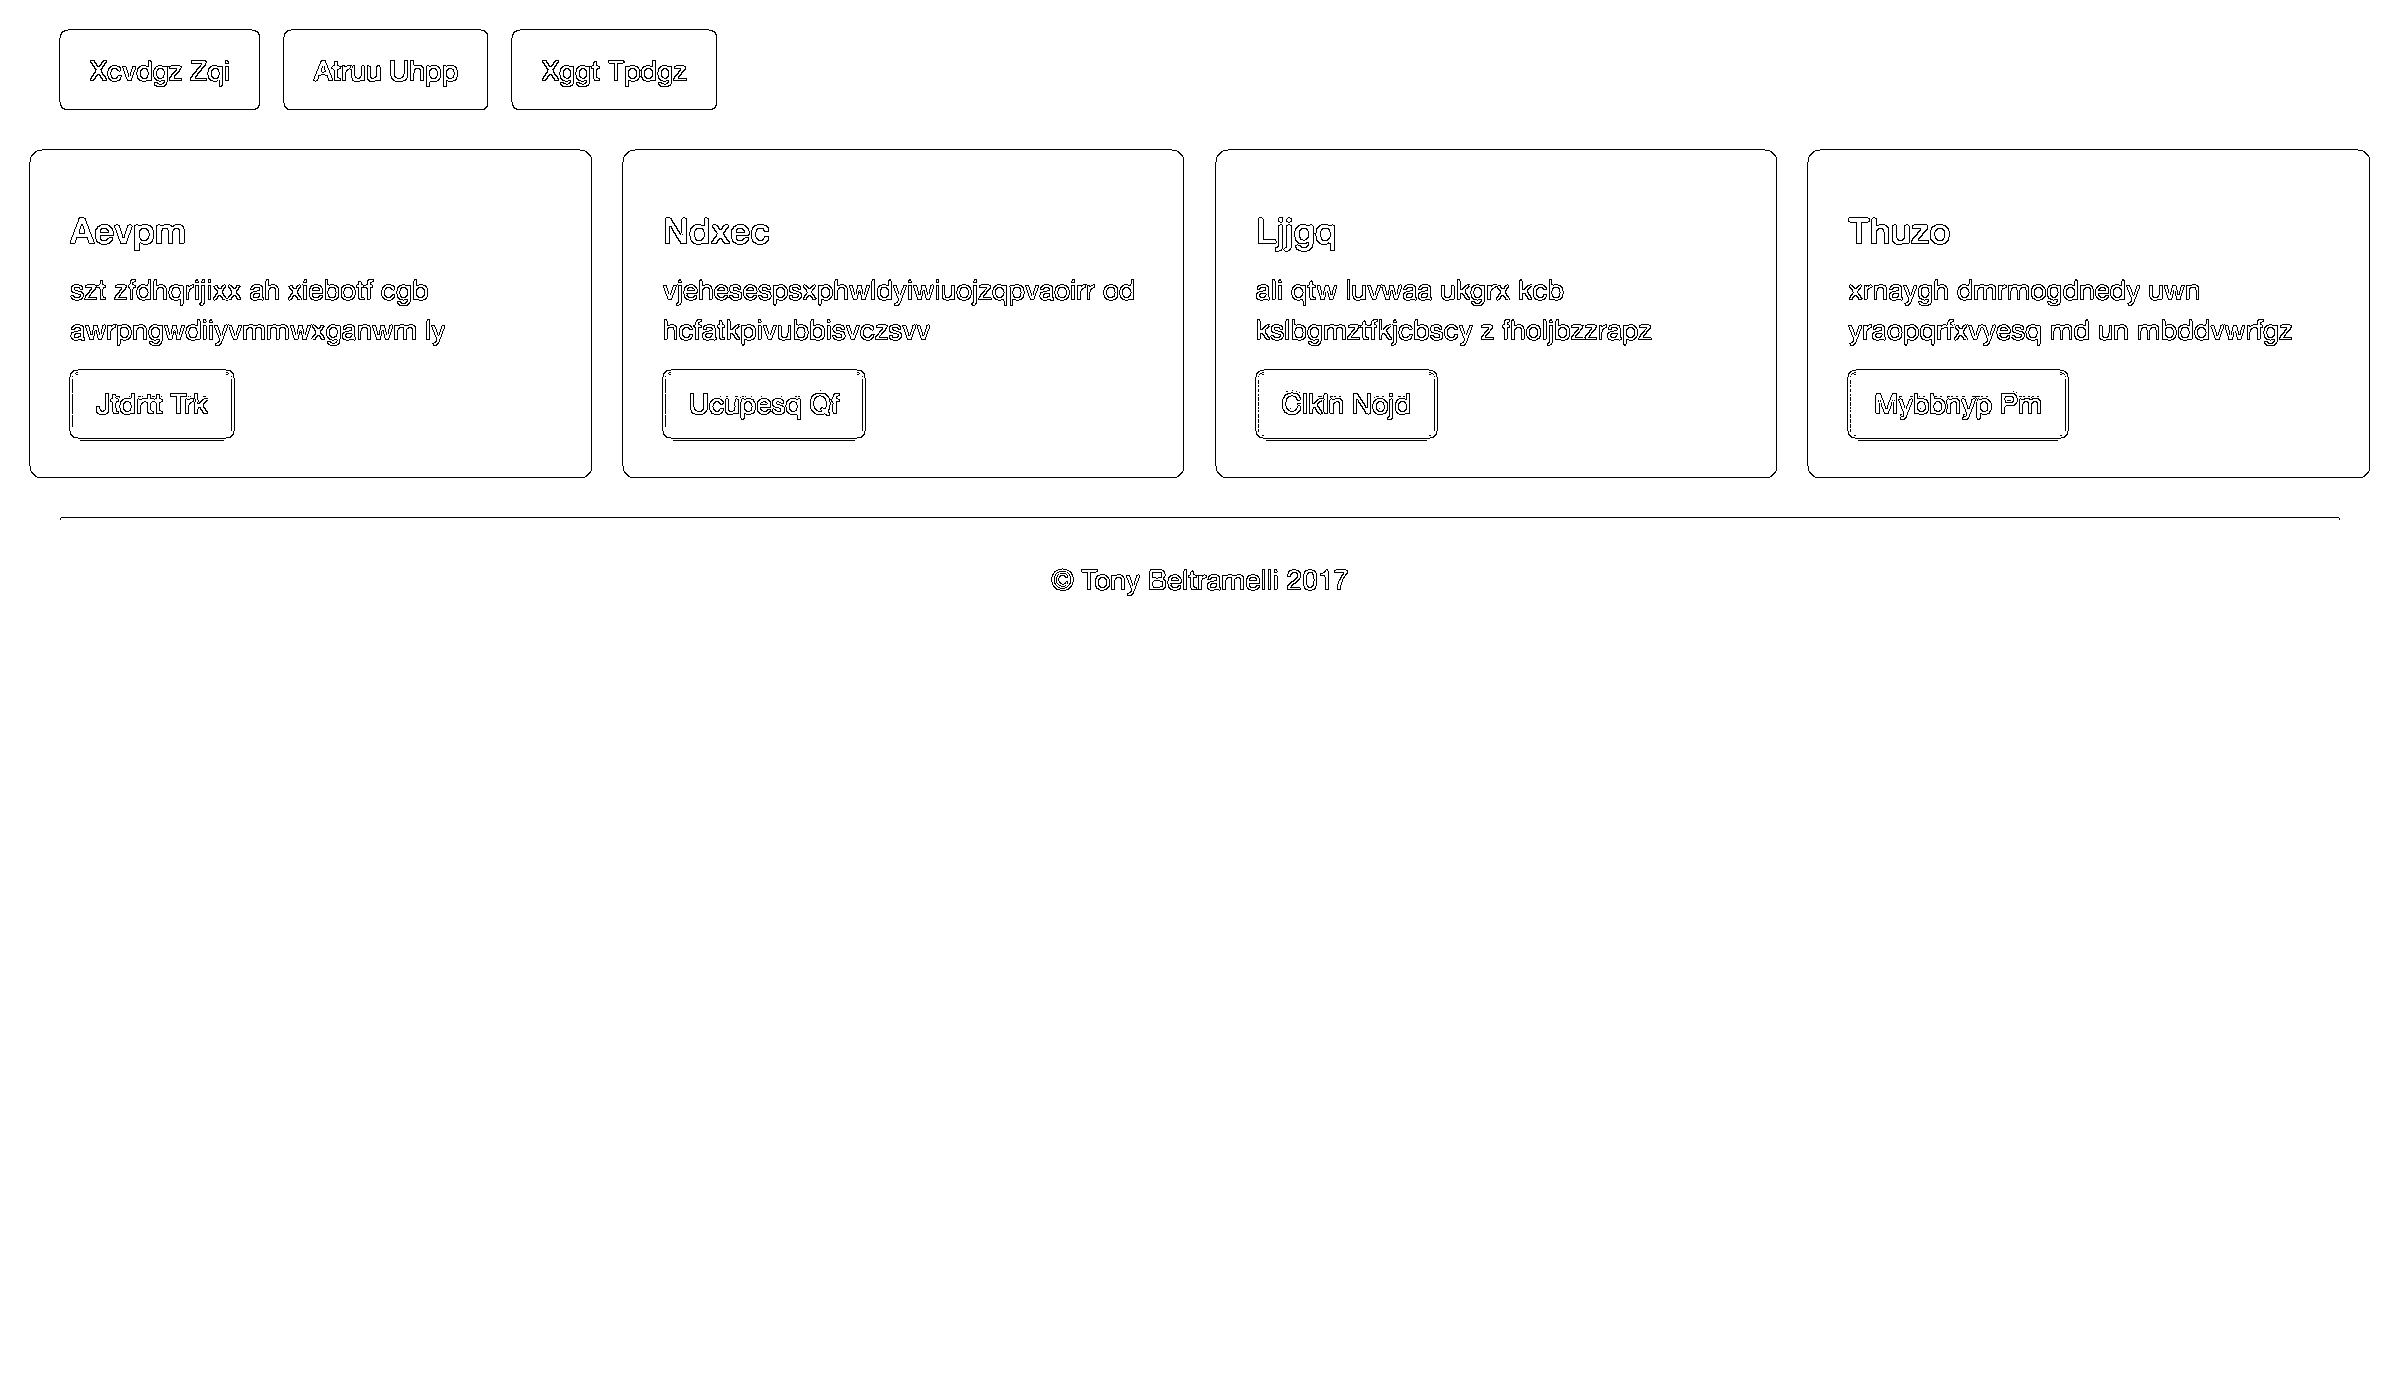 Xcvdgz Zqi
Atruu Uhpp
Xggt Tpdgz
Aevpm
szt zfdhqrijixx ah xiebotf cgb
awrpngwdiiyvmmwxganwm ly
Jtdrtt Trk
Ndxec
vjehesespsxphwldyiwiuojzqpvaoirr od
hcfatkpivubbisvczsvv
Ucupesq Qf
Ljjgq
ali qtw luvwaa ukgrx kcb
kslbgmztfkjcbscy z fholjbzzrapz
Clkln Nojd
Thuzo
xrnaygh dmrmogdnedy uwn
yraopqrfxvyesq md un mbddvwrfgz
Mybbnyp Pm
© Tony Beltramelli 2017